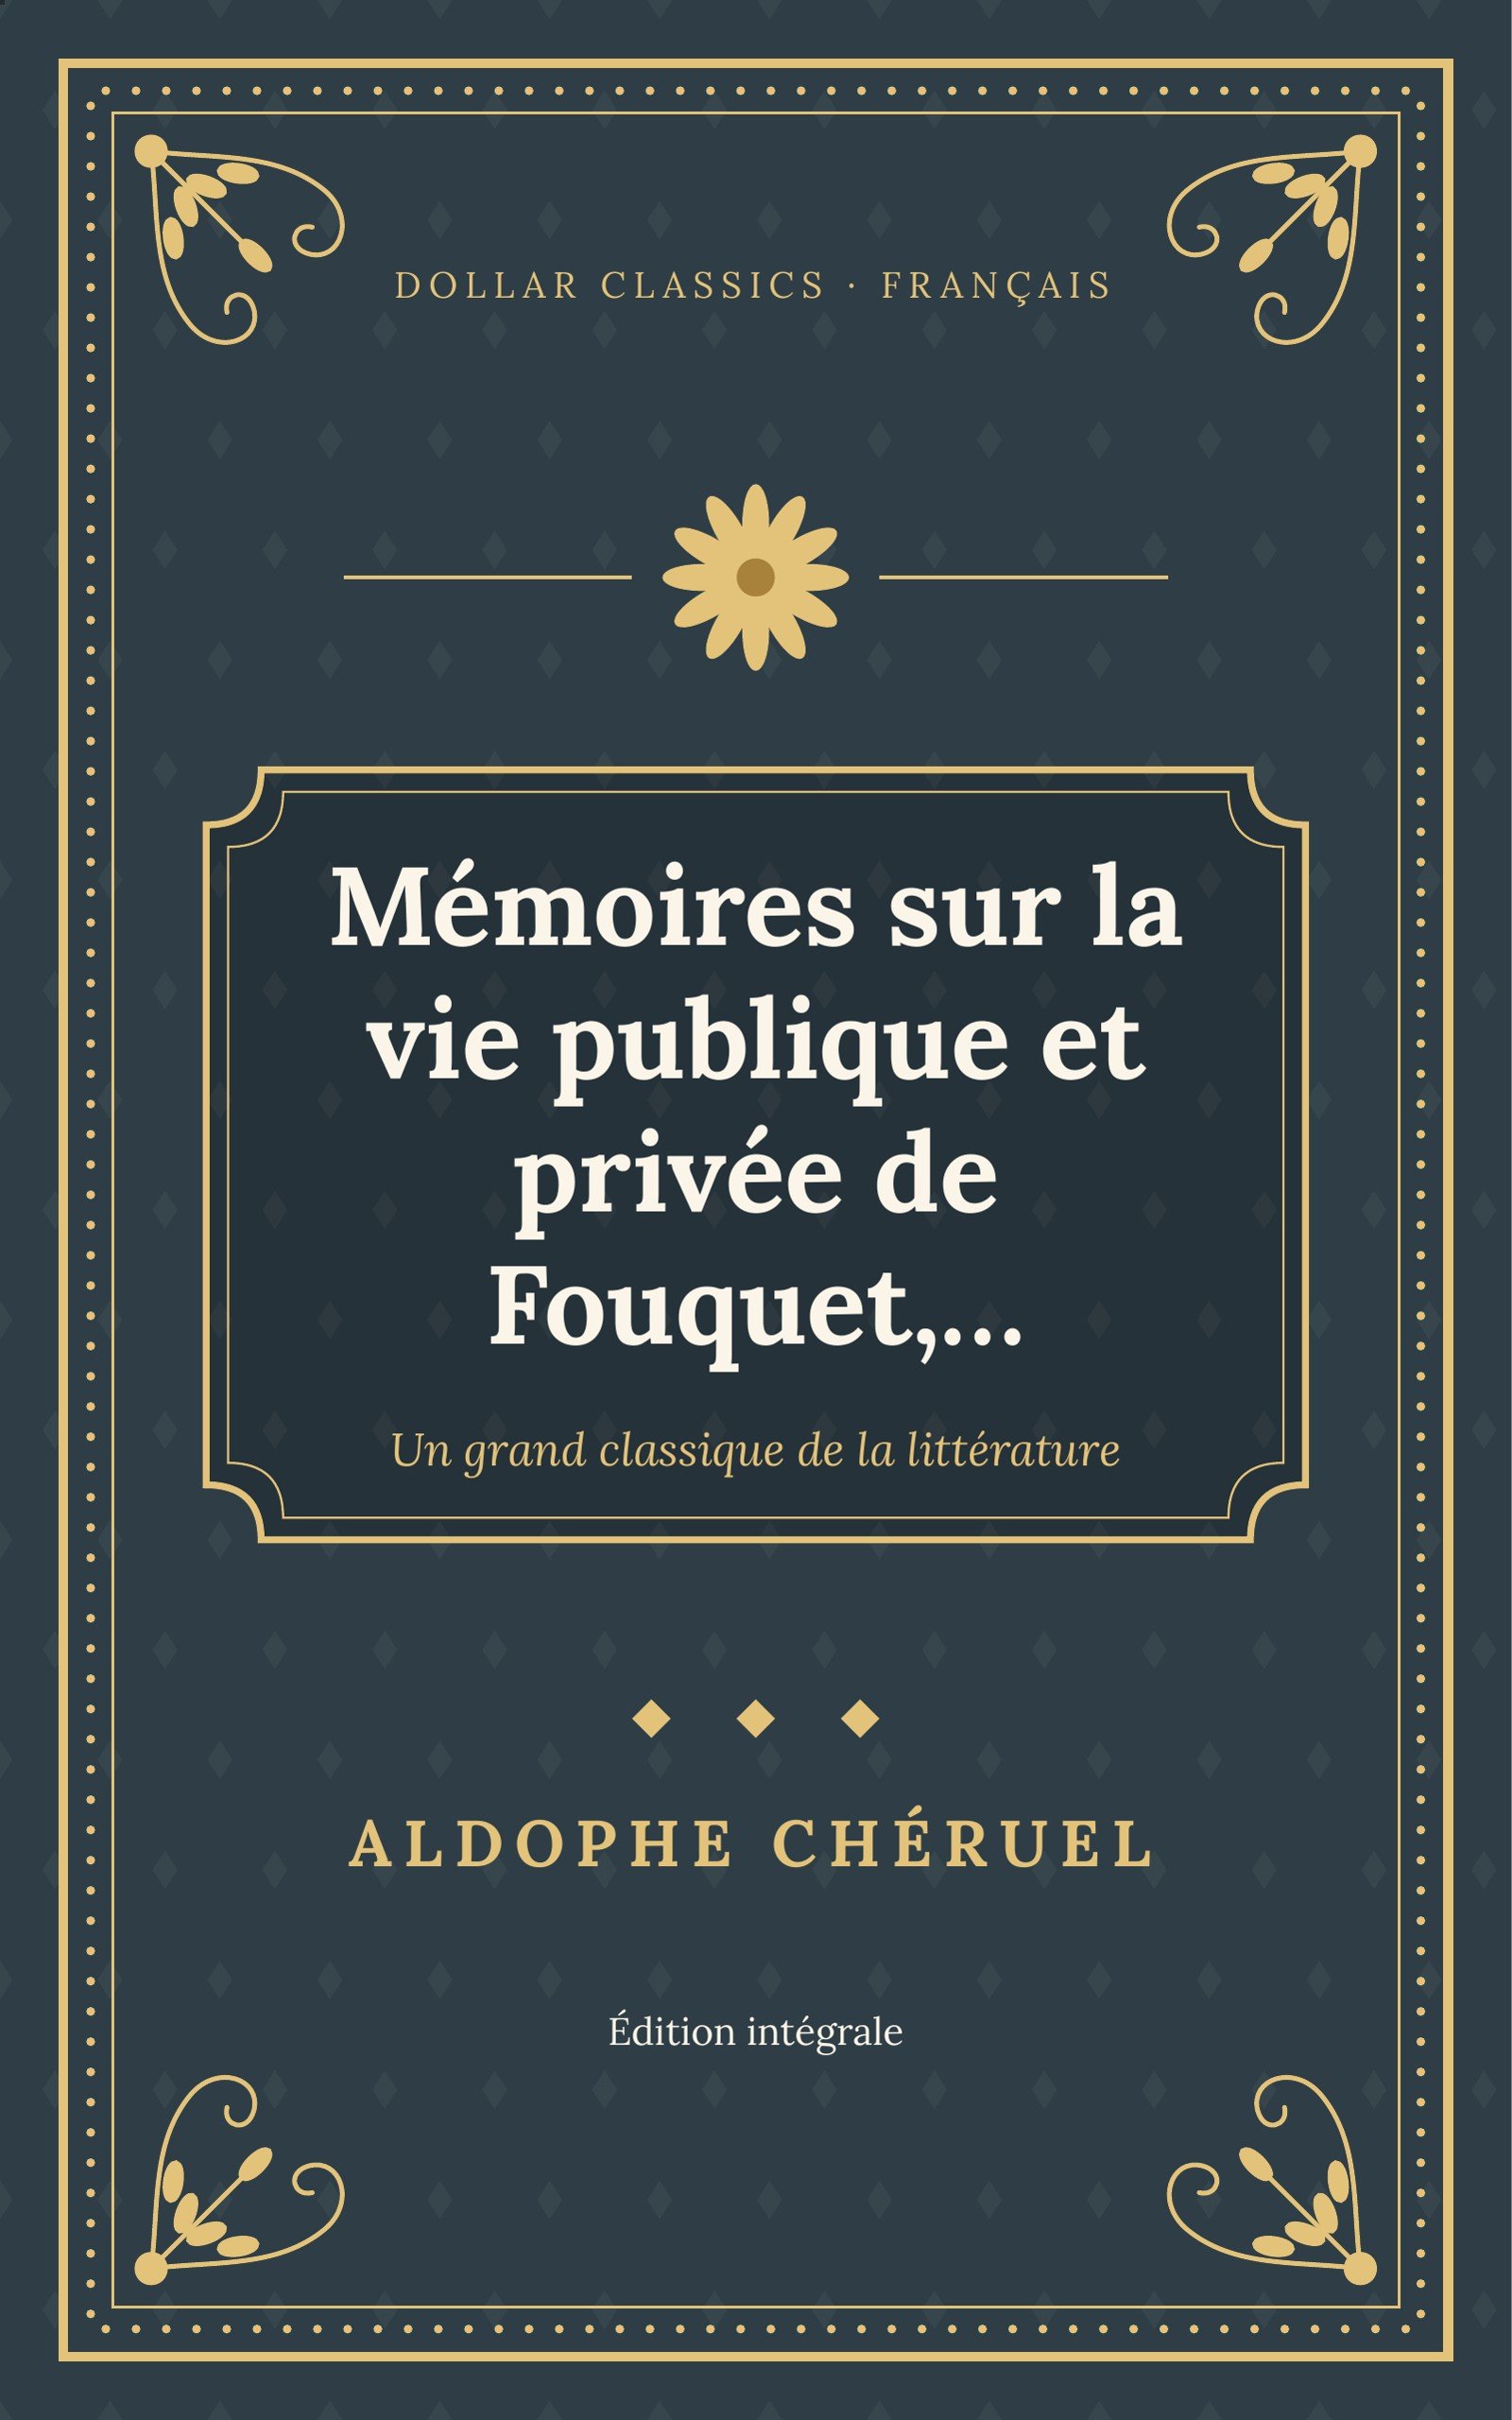 DOLLAR CLASSICS · FRANÇAIS
Mémoires sur la
vie publique et
privée de
Fouquet,...
Un grand classique de la littérature
ALDOPHE CHÉRUEL
Édition intégrale